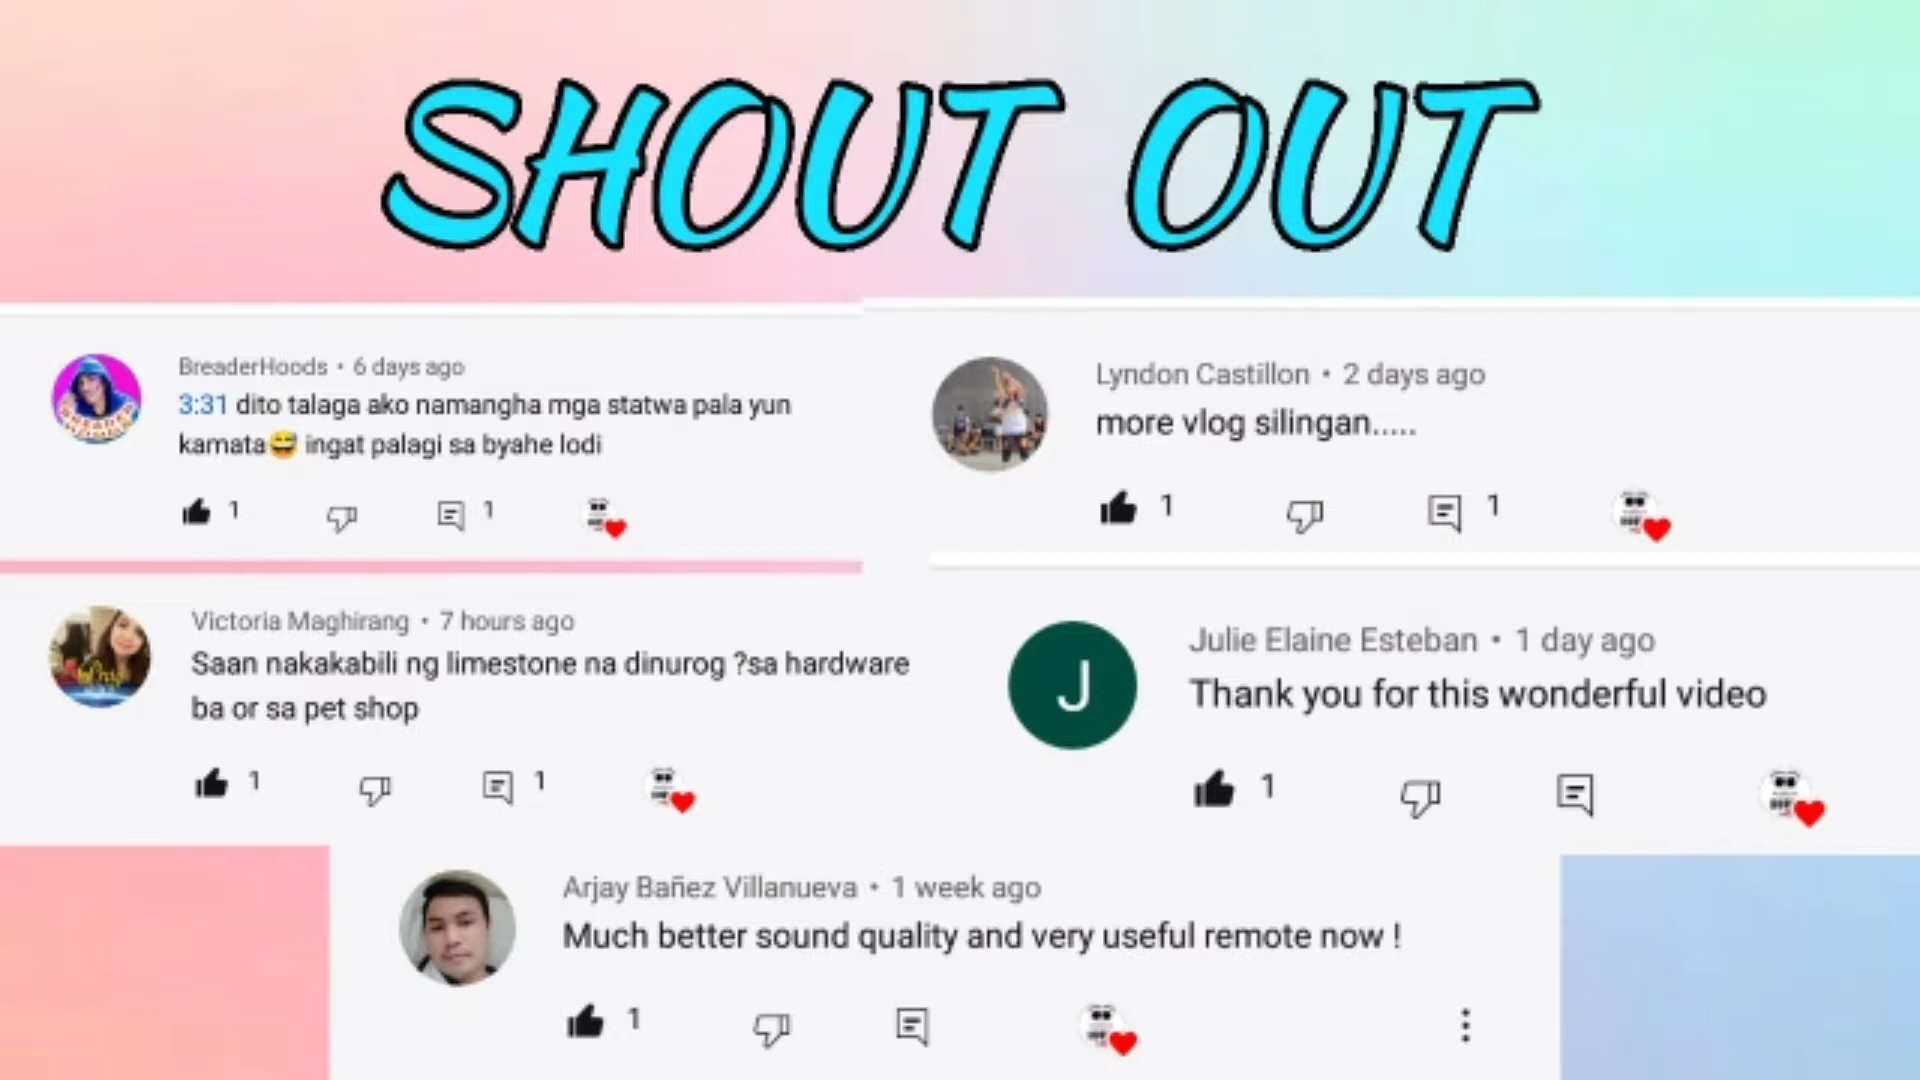 SHOUT OUT
BreaderHoods • 6 days ago
3:31 dito talaga ako namangha mga statwa pala yun
kamata😅 ingat palagi sa byahe lodi
1 1
Lyndon Castillon • 2 days ago
more vlog silingan.....
1 1
Victoria Maghirang • 7 hours ago
Saan nakakabili ng limestone na dinurog ?sa hardware
ba or sa pet shop
1 1
J
Julie Elaine Esteban • 1 day ago
Thank you for this wonderful video
1
Arjay Bañez Villanueva • 1 week ago
Much better sound quality and very useful remote now !
1